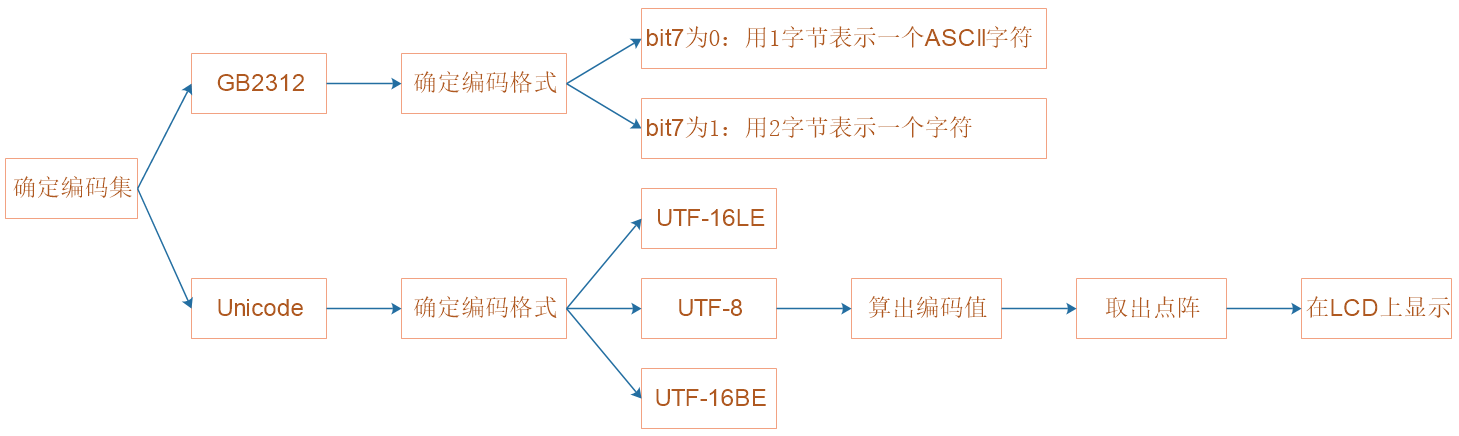 bit7为0：用1字节表示一个ASCII字符
GB2312
确定编码格式
bit7为1：用2字节表示一个字符
确定编码集
UTF-16LE
Unicode
确定编码格式
UTF-8
算出编码值
取出点阵
在LCD上显示
UTF-16BE